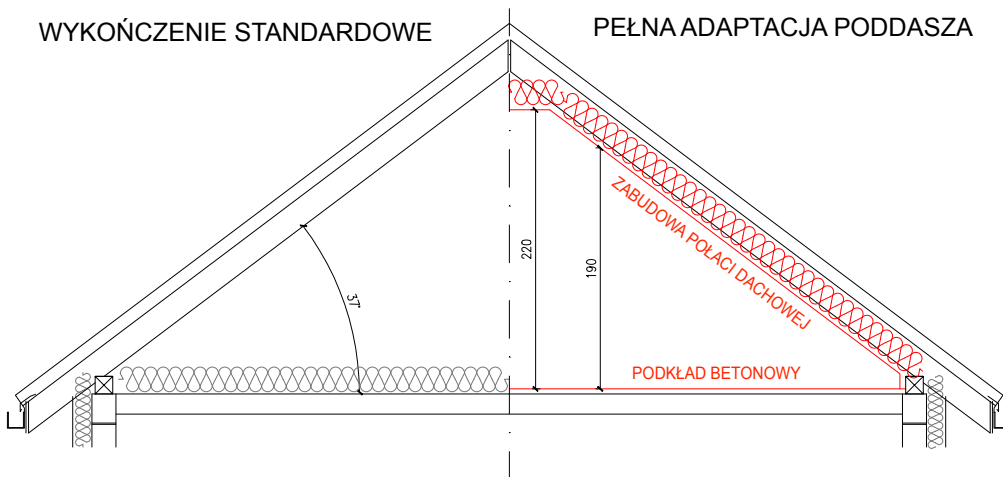 WYKOŃCZENIE STANDARDOWE
PEŁNA ADAPTACJA PODDASZA
37°
220
190
ZABUDOWA POŁACI DACHOWEJ
PODKŁAD BETONOWY